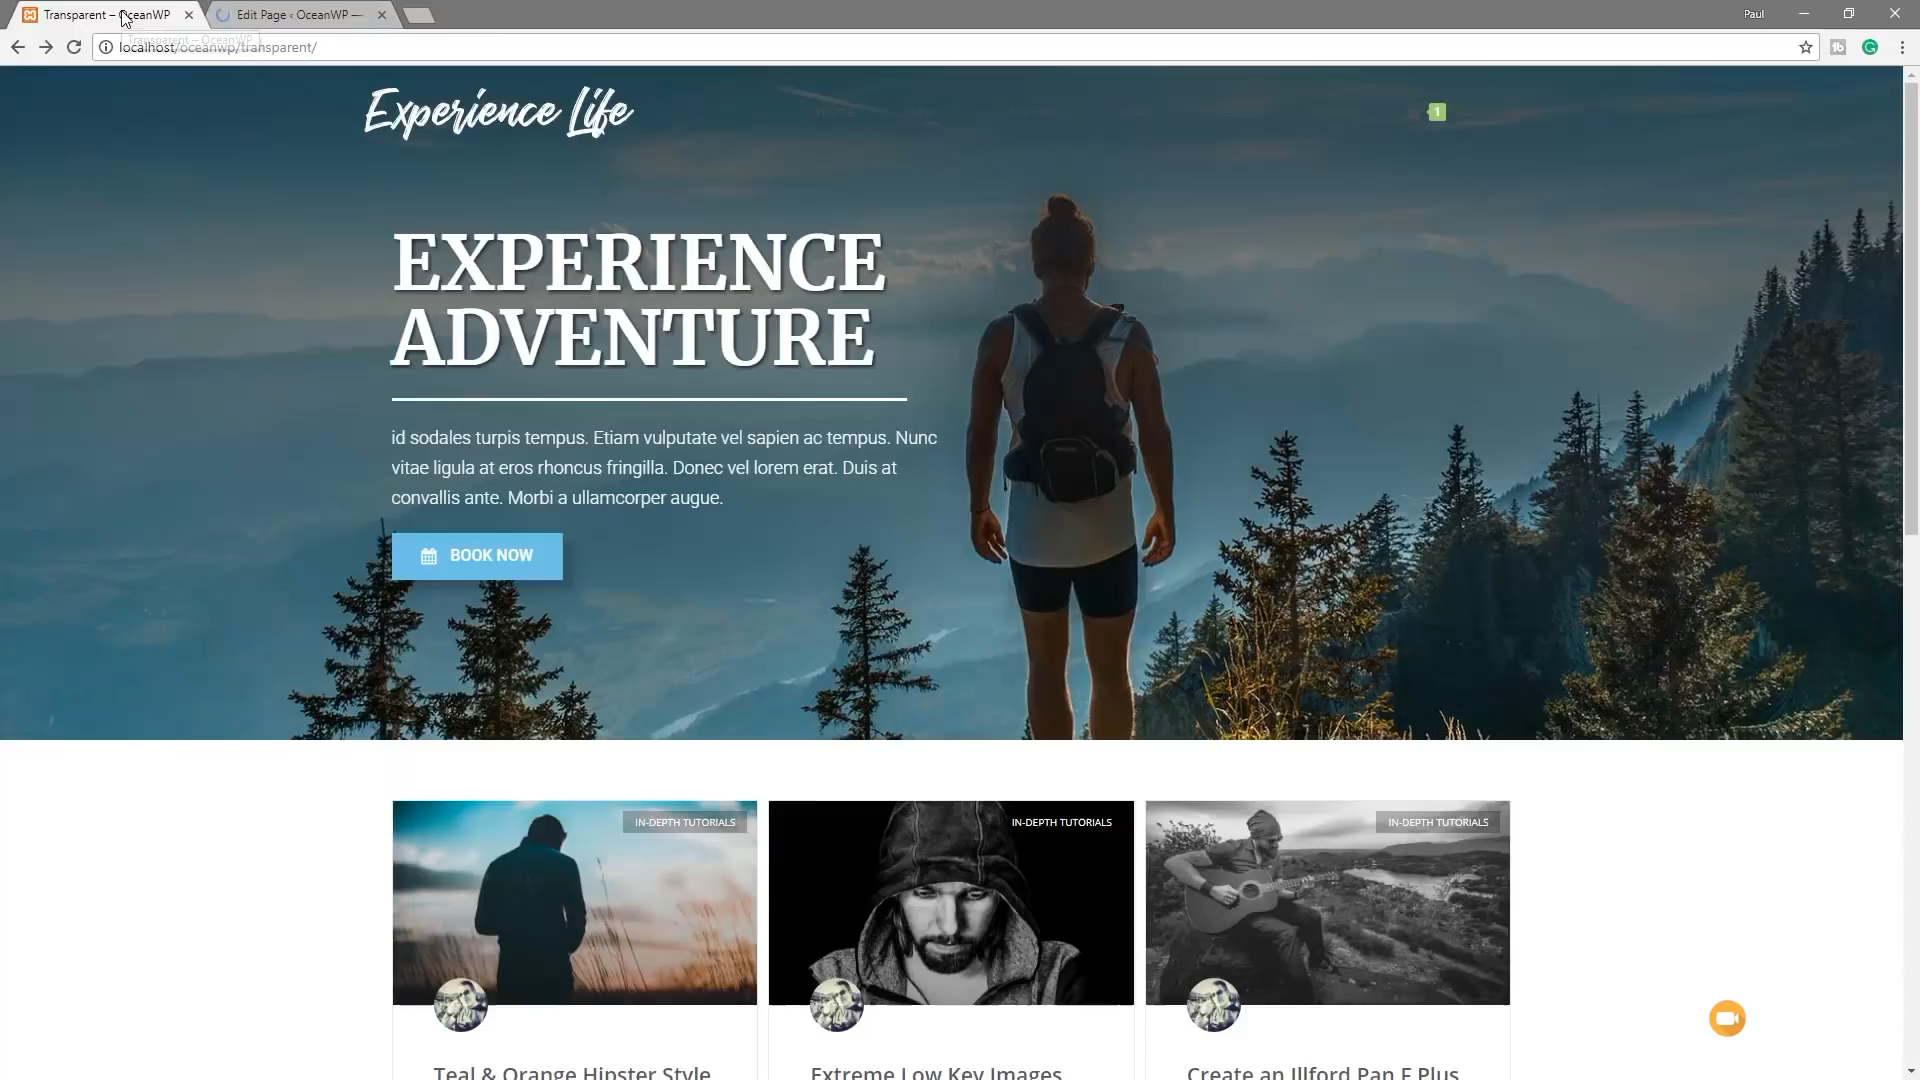 Transparent – OceanWP
Edit Page ‹ OceanWP —
Paul
localhost/oceanwp/transparent/
Transparent – OceanWP
Experience Life
1
EXPERIENCE
ADVENTURE
id sodales turpis tempus. Etiam vulputate vel sapien ac tempus. Nunc
vitae ligula at eros rhoncus fringilla. Donec vel lorem erat. Duis at
convallis ante. Morbi a ullamcorper augue.
BOOK NOW
IN-DEPTH TUTORIALS
IN-DEPTH TUTORIALS
IN-DEPTH TUTORIALS
Teal & Orange Hipster Style
Extreme Low Key Images
Create an Illford Pan F Plus